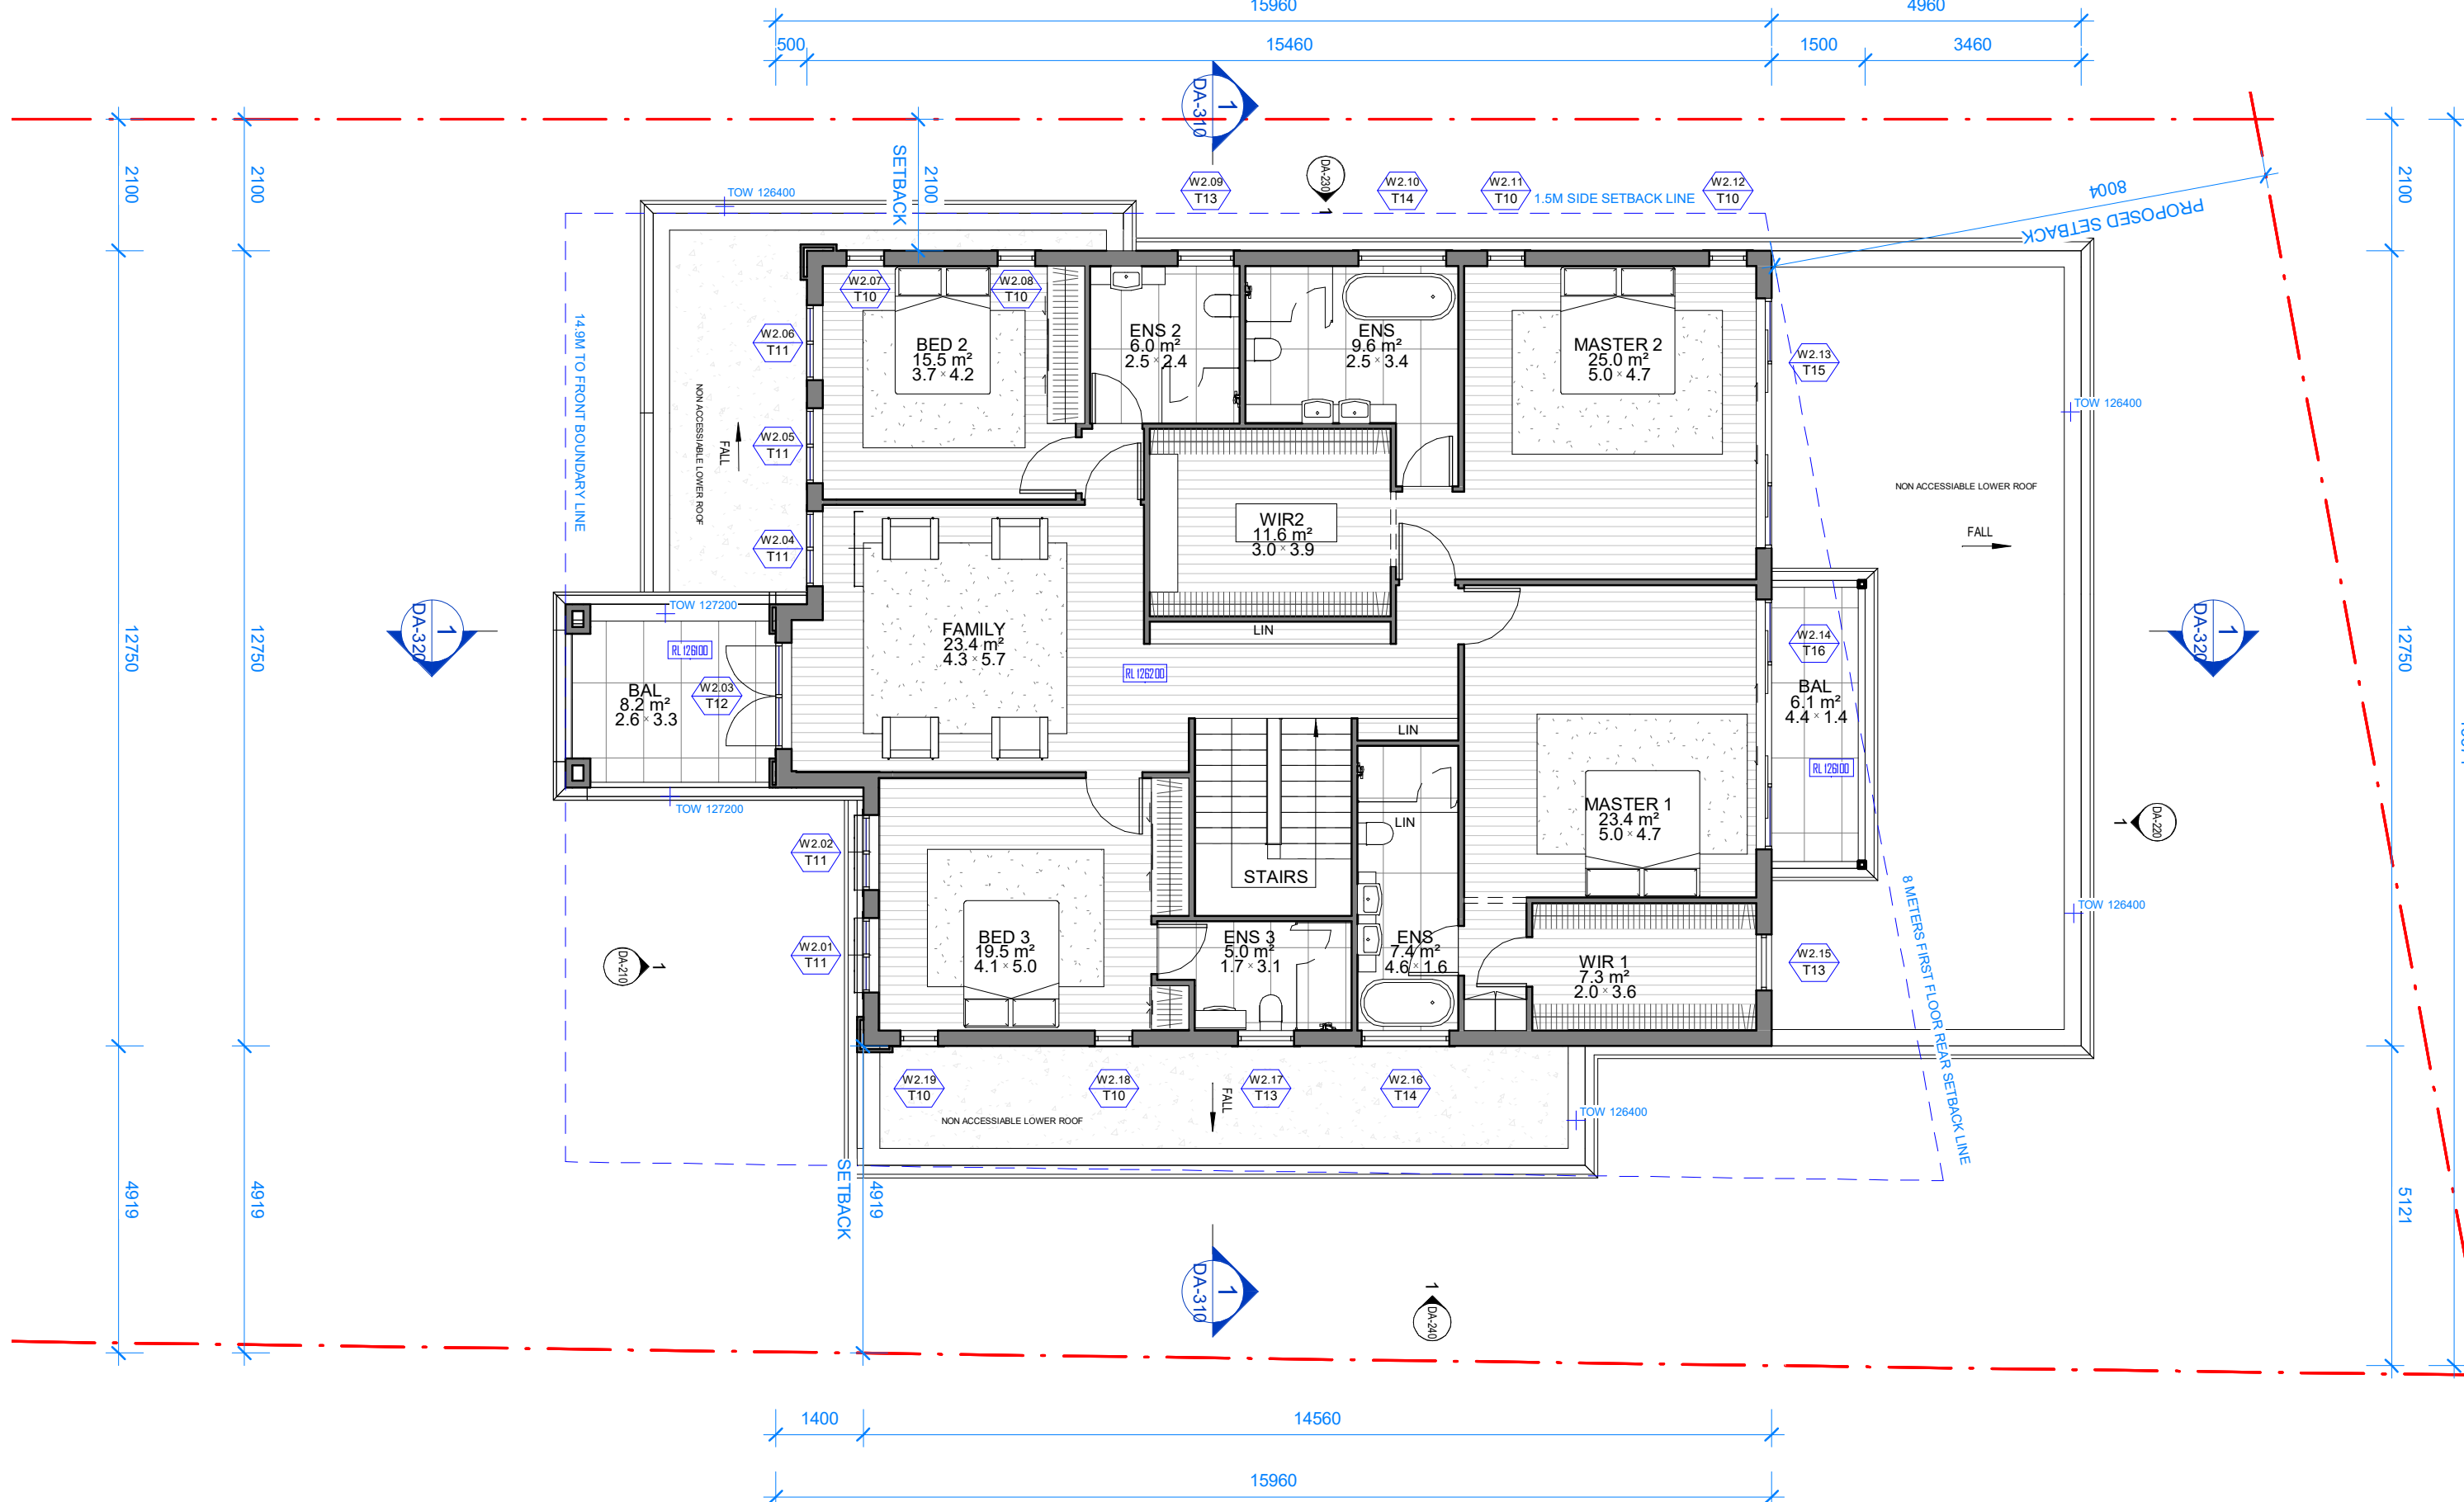 15960
4960
500
15460
1500
3460
1
DA-310
2100
2100
SETBACK
2100
2100
TOW 126400
W2.09
T13
DA-230
1
W2.10
T14
W2.11
T10
1.5M SIDE SETBACK LINE
W2.12
T10
8004
PROPOSED SETBACK
W2.07
T10
W2.08
T10
14.9M TO FRONT BOUNDARY LINE
W2.06
T11
BED 2
15.5 m²
3.7 × 4.2
ENS 2
6.0 m²
2.5 × 2.4
ENS
9.6 m²
2.5 × 3.4
MASTER 2
25.0 m²
5.0 × 4.7
W2.13
T15
TOW 126400
NON ACCESSIABLE LOWER ROOF
FALL
W2.05
T11
NON ACCESSIABLE LOWER ROOF
FALL
W2.04
T11
WIR2
11.6 m²
3.0 × 3.9
1
DA-320
TOW 127200
RL 126100
FAMILY
23.4 m²
4.3 × 5.7
LIN
RL 126200
W2.14
T16
1
DA-320
12750
12750
12750
BAL
8.2 m²
2.6 × 3.3
W2.03
T12
BAL
6.1 m²
4.4 × 1.4
LIN
RL 126100
TOW 127200
MASTER 1
23.4 m²
5.0 × 4.7
LIN
1
DA-220
W2.02
T11
STAIRS
8 METERS FIRST FLOOR REAR SETBACK LINE
TOW 126400
DA-210
1
W2.01
T11
BED 3
19.5 m²
4.1 × 5.0
ENS 3
5.0 m²
1.7 × 3.1
ENS
7.4 m²
4.6 × 1.6
WIR 1
7.3 m²
2.0 × 3.6
W2.15
T13
W2.19
T10
W2.18
T10
W2.17
T13
W2.16
T14
FALL
NON ACCESSIABLE LOWER ROOF
TOW 126400
4919
4919
SETBACK
4919
5121
1
DA-310
1
DA-240
1400
14560
15960